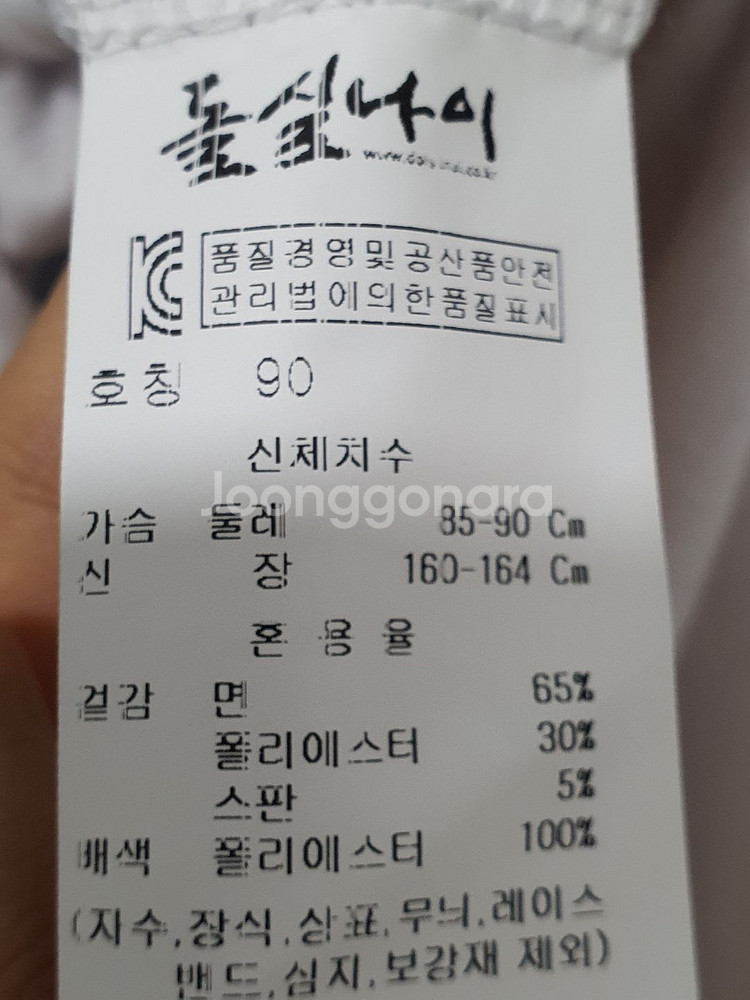 돌실나이
KC 품질경영및공산품안전
관리법에의한품질표시
호칭 90
신체치수
Joonggonara
가슴 둘레 85-90 Cm
신 장 160-164 Cm
혼 용 율
겉감 면 65%
폴리에스터 30%
스판 5%
배색 폴리에스터 100%
(자수,장식,상표,무늬,레이스
밴드,심지,보강재 제외)